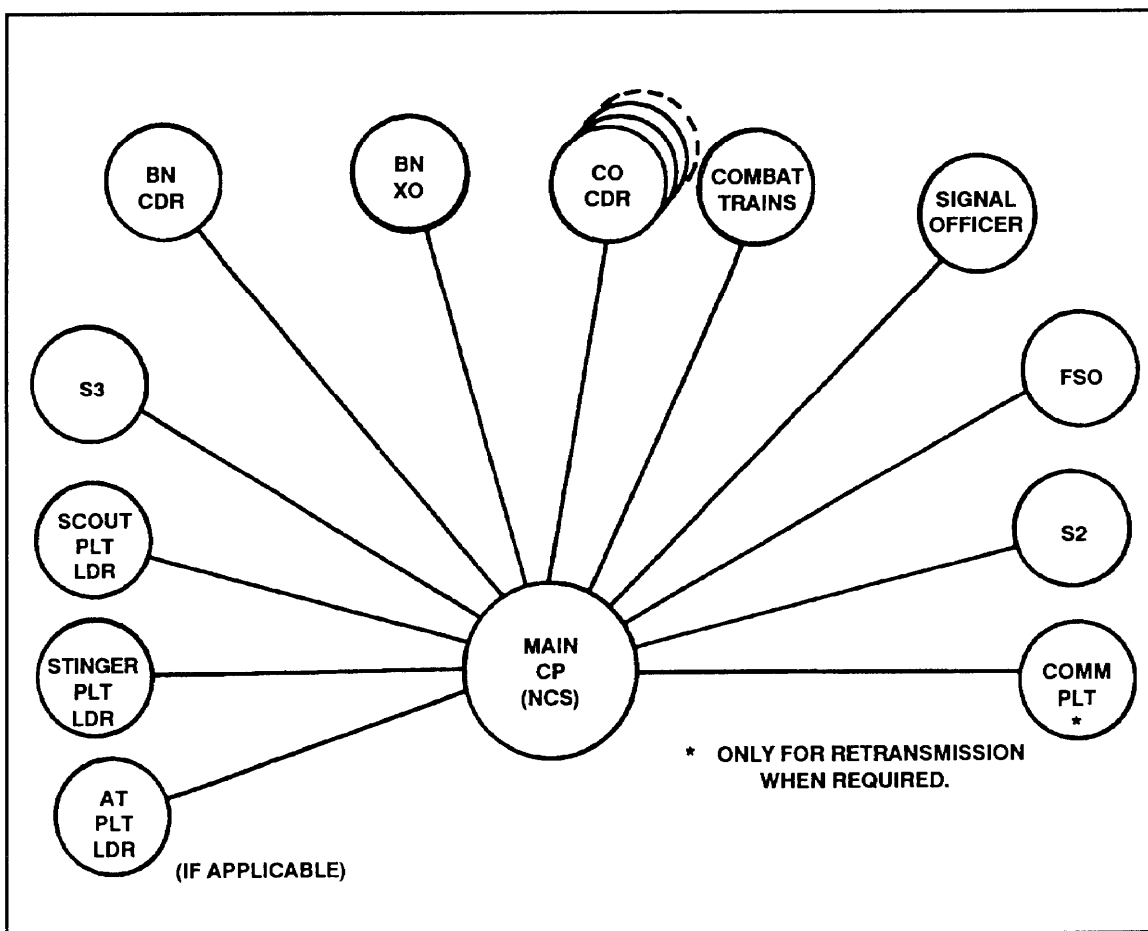 BN
CDR
BN
XO
CO
CDR
COMBAT
TRAINS
SIGNAL
OFFICER
S3
FSO
SCOUT
PLT
LDR
S2
STINGER
PLT
LDR
MAIN
CP
(NCS)
COMM
PLT
*
* ONLY FOR RETRANSMISSION
WHEN REQUIRED.
AT
PLT
LDR
(IF APPLICABLE)